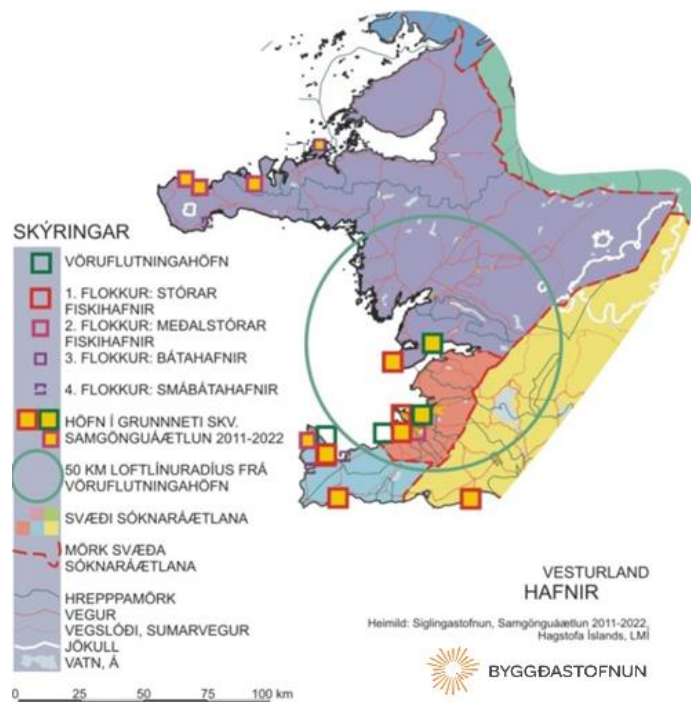 SKÝRINGAR
VÖRUFLUTNINGAHÖFN
1. FLOKKUR: STÓRAR
FISKIHAFNIR
2. FLOKKUR: MEÐALSTÓRAR
FISKIHAFNIR
3. FLOKKUR: BÁTAHAFNIR
4. FLOKKUR: SMÁBÁTAHAFNIR
HÖFN Í GRUNNNETI SKV.
SAMGÖNGUÁÆTLUN 2011-2022
50 KM LOFTLÍNURADÍUS FRÁ
VÖRUFLUTNINGAHÖFN
SVÆÐI SÓKNARÁÆTLANA
MÖRK SVÆÐA
SÓKNARÁÆTLANA
HREPPPAMÖRK
VEGUR
VEGSLÓÐI, SUMARVEGUR
JÖKULL
VATN, Á
0 25 50 75 100 km
VESTURLAND
HAFNIR
Heimild: Siglingastofnun, Samgönguáætlun 2011-2022,
Hagstofa Íslands, LMÍ
BYGGÐASTOFNUN